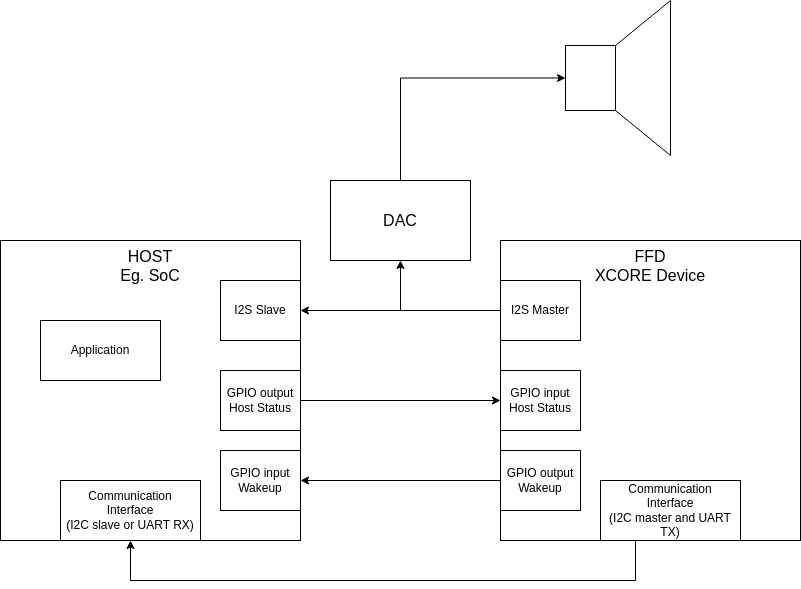 DAC
HOST
Eg. SoC
FFD
XCORE Device
I2S Slave
I2S Master
Application
GPIO output
Host Status
GPIO input
Host Status
GPIO input
Wakeup
GPIO output
Wakeup
Communication
Interface
(I2C slave or UART RX)
Communication
Interface
(I2C master and UART
TX)